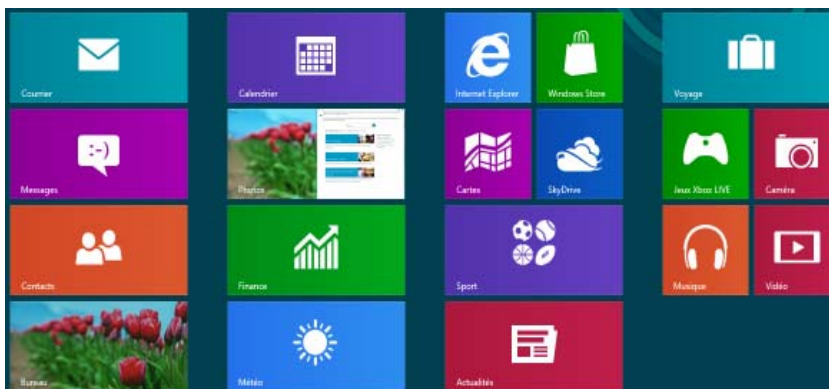 Courrier
Calendrier
Internet Explorer
Windows Store
Voyage
Messages
Photos
Cartes
SkyDrive
Jeux Xbox LIVE
Caméra
Contacts
Finance
Sport
Musique
Vidéo
Bureau
Météo
Actualités